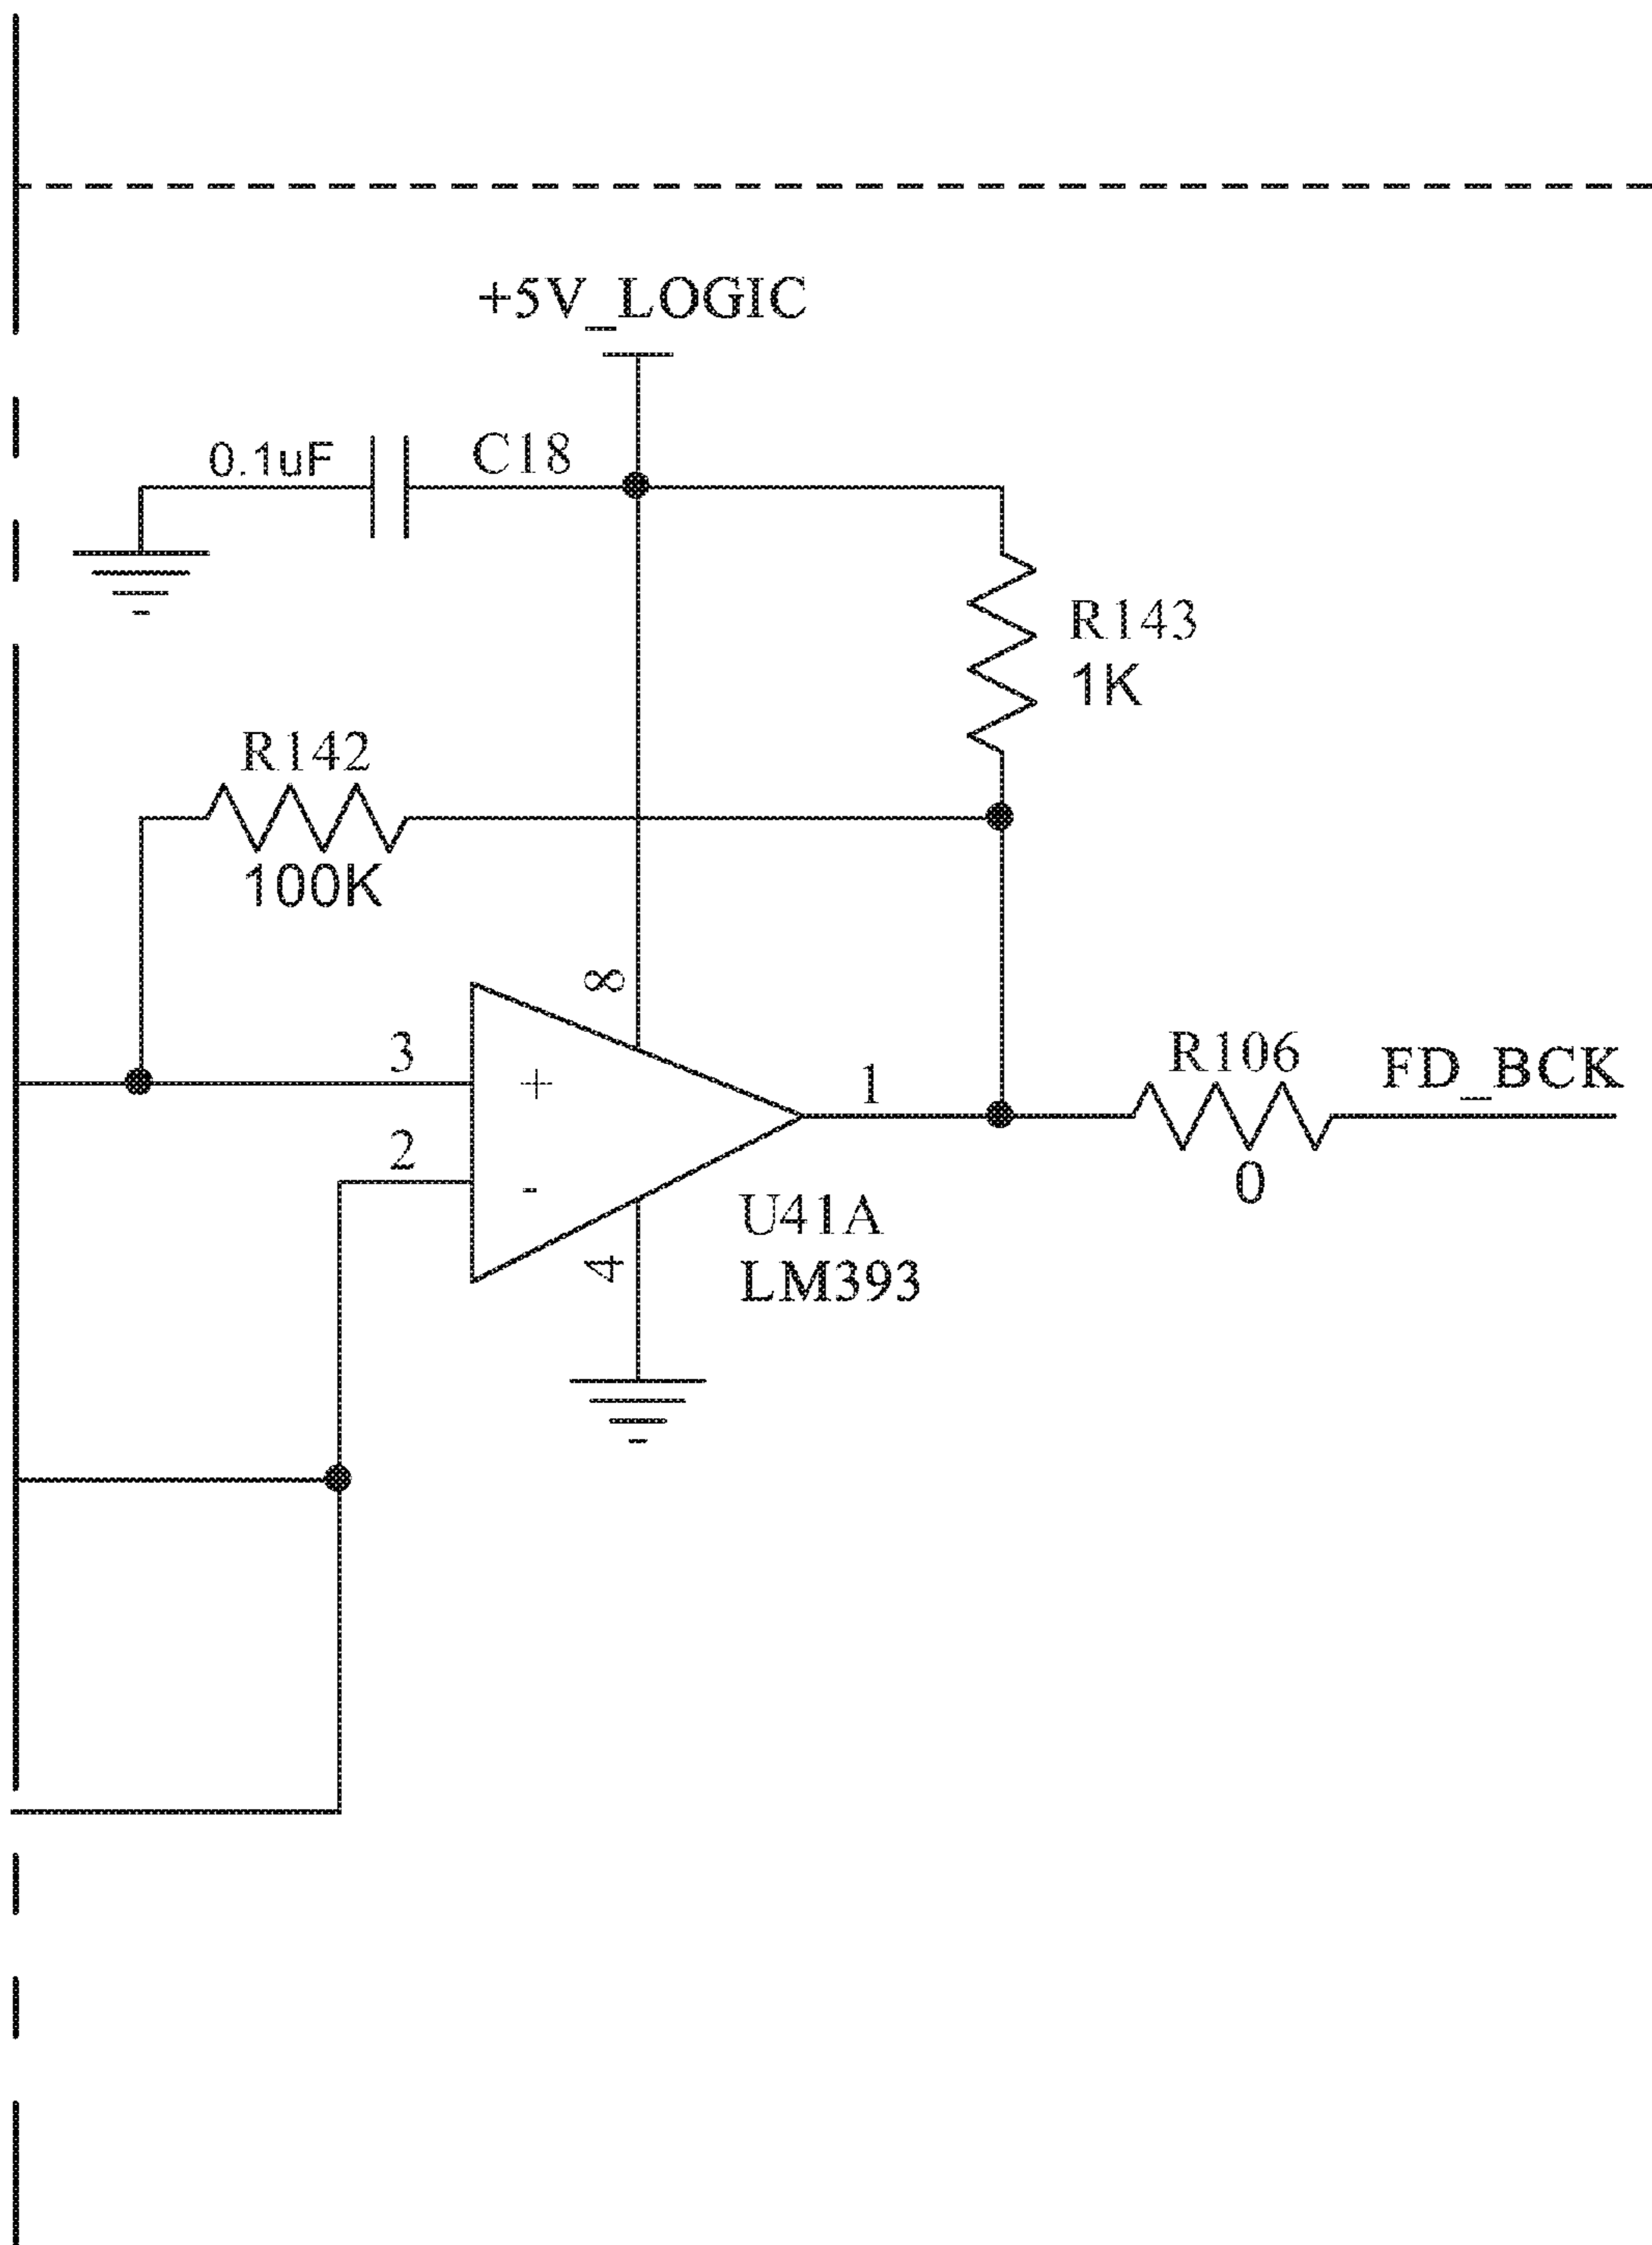 +5V_LOGIC
0.1uF
C18
R143
1K
R142
100K
8
3
+
1
R106
FD_BCK
2
-
0
U41A
4
LM393